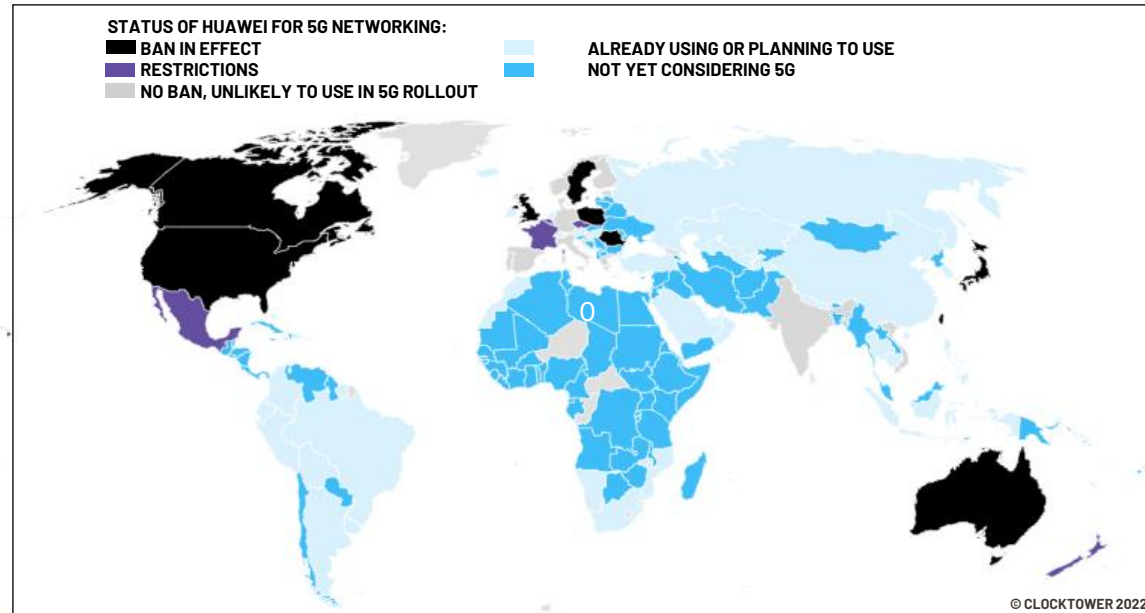 STATUS OF HUAWEI FOR 5G NETWORKING:
BAN IN EFFECT
RESTRICTIONS
NO BAN, UNLIKELY TO USE IN 5G ROLLOUT
ALREADY USING OR PLANNING TO USE
NOT YET CONSIDERING 5G
0
© CLOCKTOWER 2022